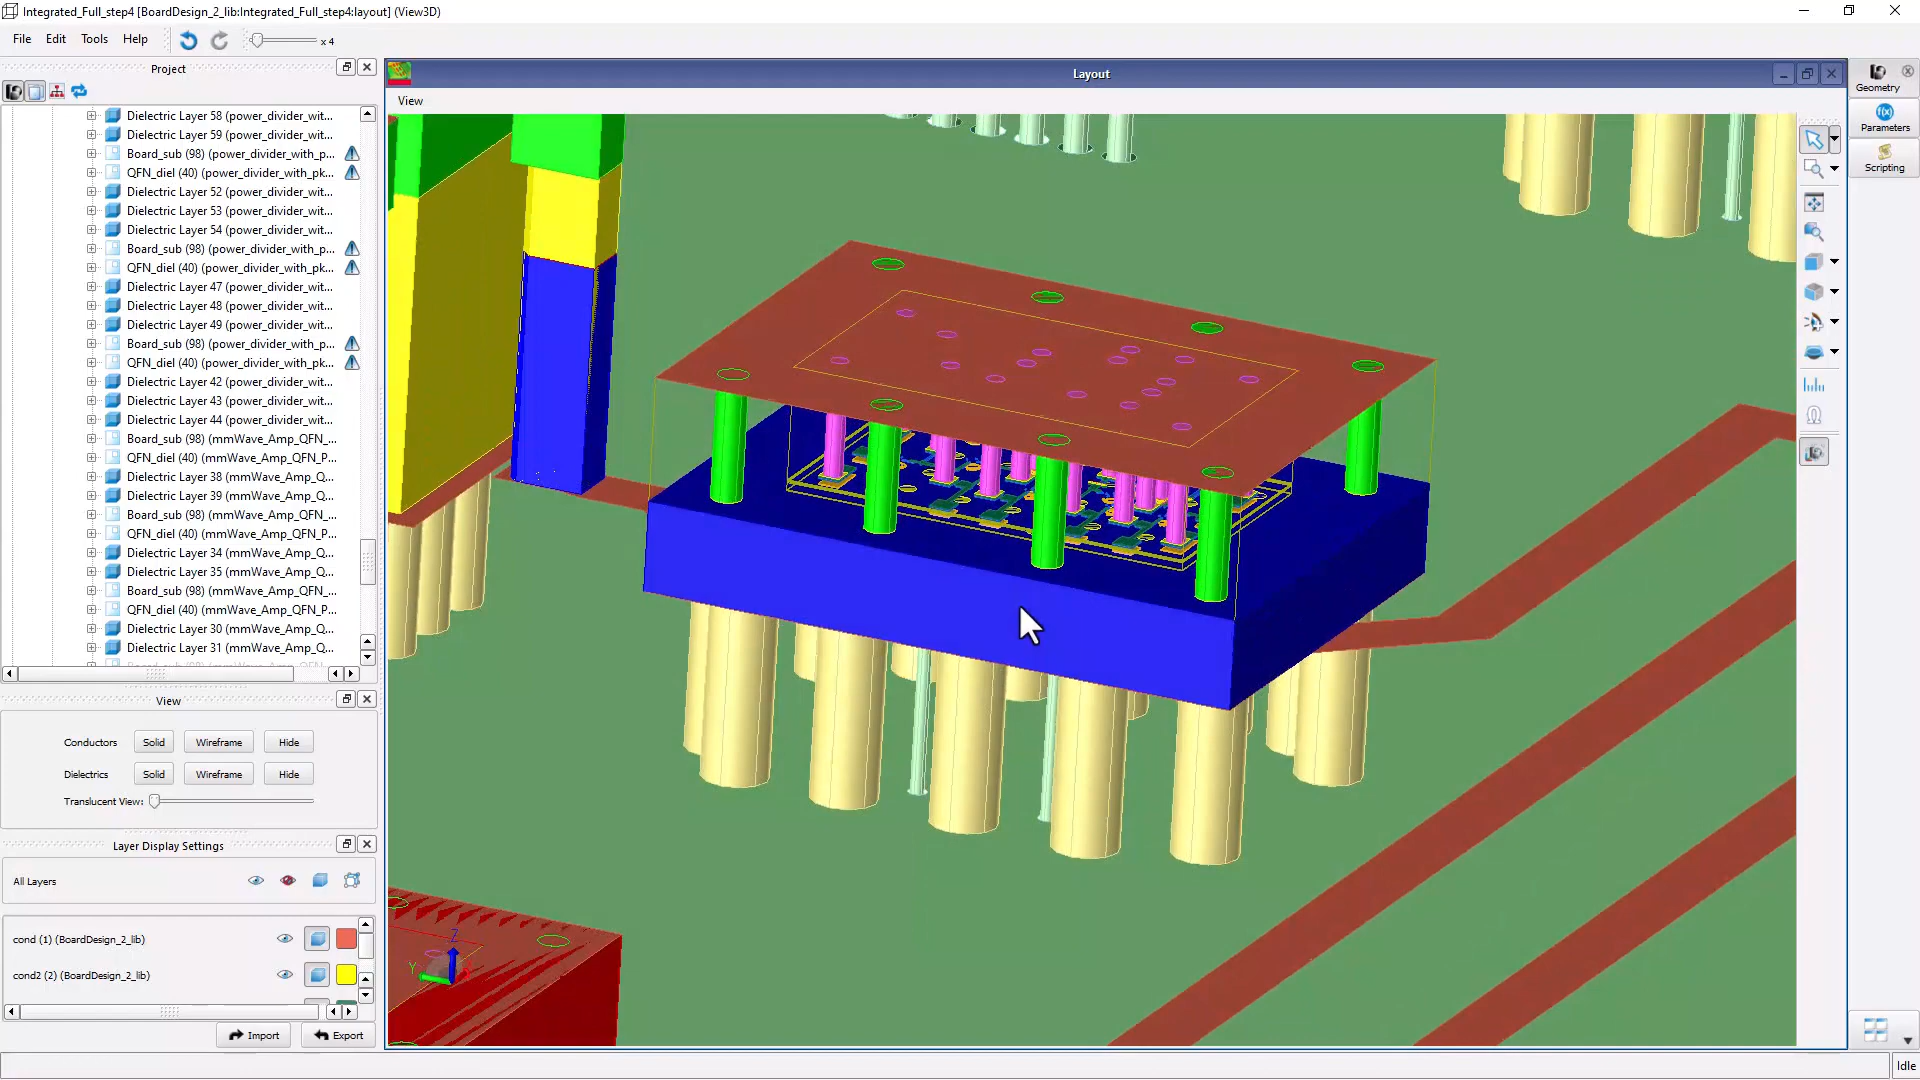 Integrated_Full_step4 [BoardDesign_2_lib:Integrated_Full_step4:layout] (View3D)
File Edit Tools Help x 4
Project
Dielectric Layer 58 (power_divider_wit...
Dielectric Layer 59 (power_divider_wit...
Board_sub (98) (power_divider_with_p...
QFN_diel (40) (power_divider_with_pk...
Dielectric Layer 52 (power_divider_wit...
Dielectric Layer 53 (power_divider_wit...
Dielectric Layer 54 (power_divider_wit...
Board_sub (98) (power_divider_with_p...
QFN_diel (40) (power_divider_with_pk...
Dielectric Layer 47 (power_divider_wit...
Dielectric Layer 48 (power_divider_wit...
Dielectric Layer 49 (power_divider_wit...
Board_sub (98) (power_divider_with_p...
QFN_diel (40) (power_divider_with_pk...
Dielectric Layer 42 (power_divider_wit...
Dielectric Layer 43 (power_divider_wit...
Dielectric Layer 44 (power_divider_wit...
Board_sub (98) (mmWave_Amp_QFN_...
QFN_diel (40) (mmWave_Amp_QFN_P...
Dielectric Layer 38 (mmWave_Amp_Q...
Dielectric Layer 39 (mmWave_Amp_Q...
Board_sub (98) (mmWave_Amp_QFN_...
QFN_diel (40) (mmWave_Amp_QFN_P...
Dielectric Layer 34 (mmWave_Amp_Q...
Dielectric Layer 35 (mmWave_Amp_Q...
Board_sub (98) (mmWave_Amp_QFN_...
QFN_diel (40) (mmWave_Amp_QFN_P...
Dielectric Layer 30 (mmWave_Amp_Q...
Dielectric Layer 31 (mmWave_Amp_Q...
View
Conductors Solid Wireframe Hide
Dielectrics Solid Wireframe Hide
Translucent View:
Layer Display Settings
All Layers
cond (1) (BoardDesign_2_lib)
cond2 (2) (BoardDesign_2_lib)
Import Export
Layout
View
Z
Y
Geometry
f(x)
Parameters
Scripting
Idle